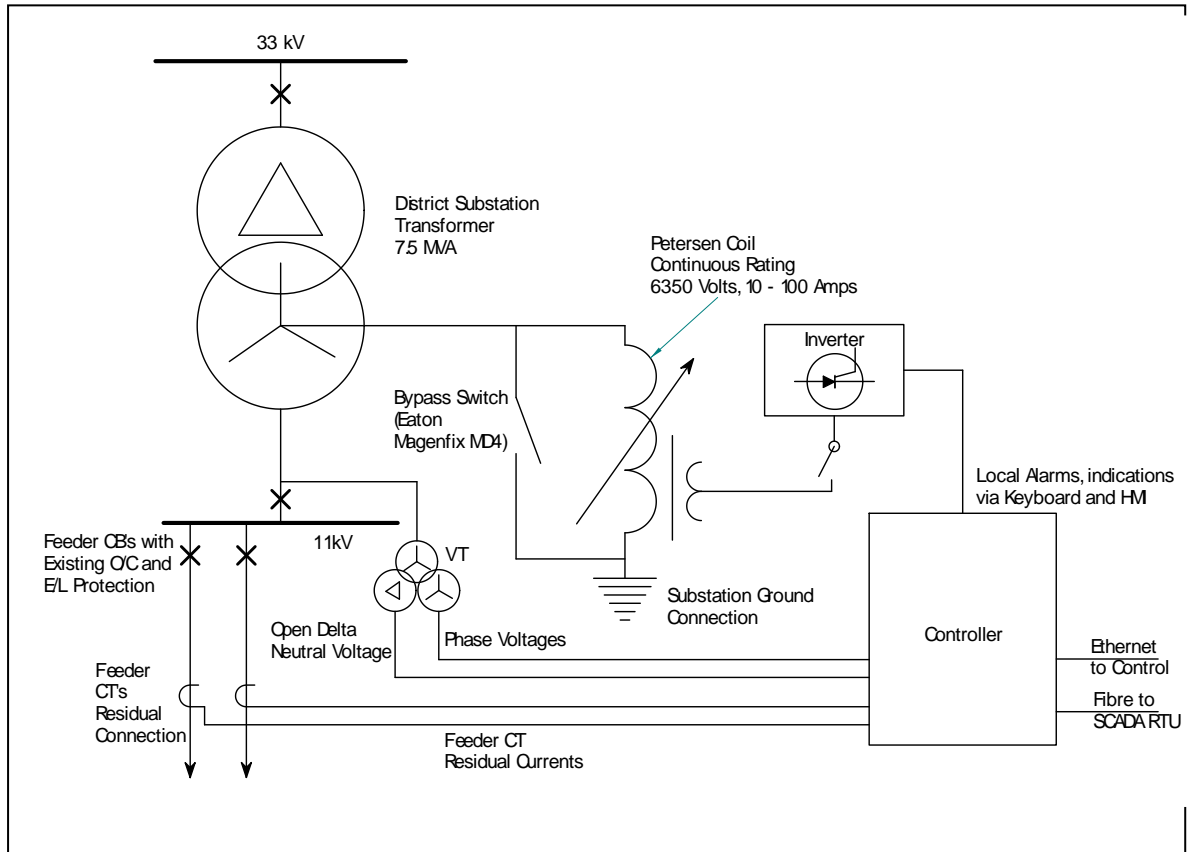 33 kV
District Substation
Transformer
7.5 MVA
Petersen Coil
Continuous Rating
6350 Volts, 10 - 100 Amps
Inverter
Bypass Switch
(Eaton
Magenfix MD4)
Local Alarms, indications
via Keyboard and HMI
Feeder CB's with
Existing O/C and
E/L Protection
11kV
VT
Substation Ground
Connection
Open Delta
Neutral Voltage
Phase Voltages
Controller
Ethernet
to Control
Feeder
CT's
Residual
Connection
Fibre to
SCADA RTU
Feeder CT
Residual Currents